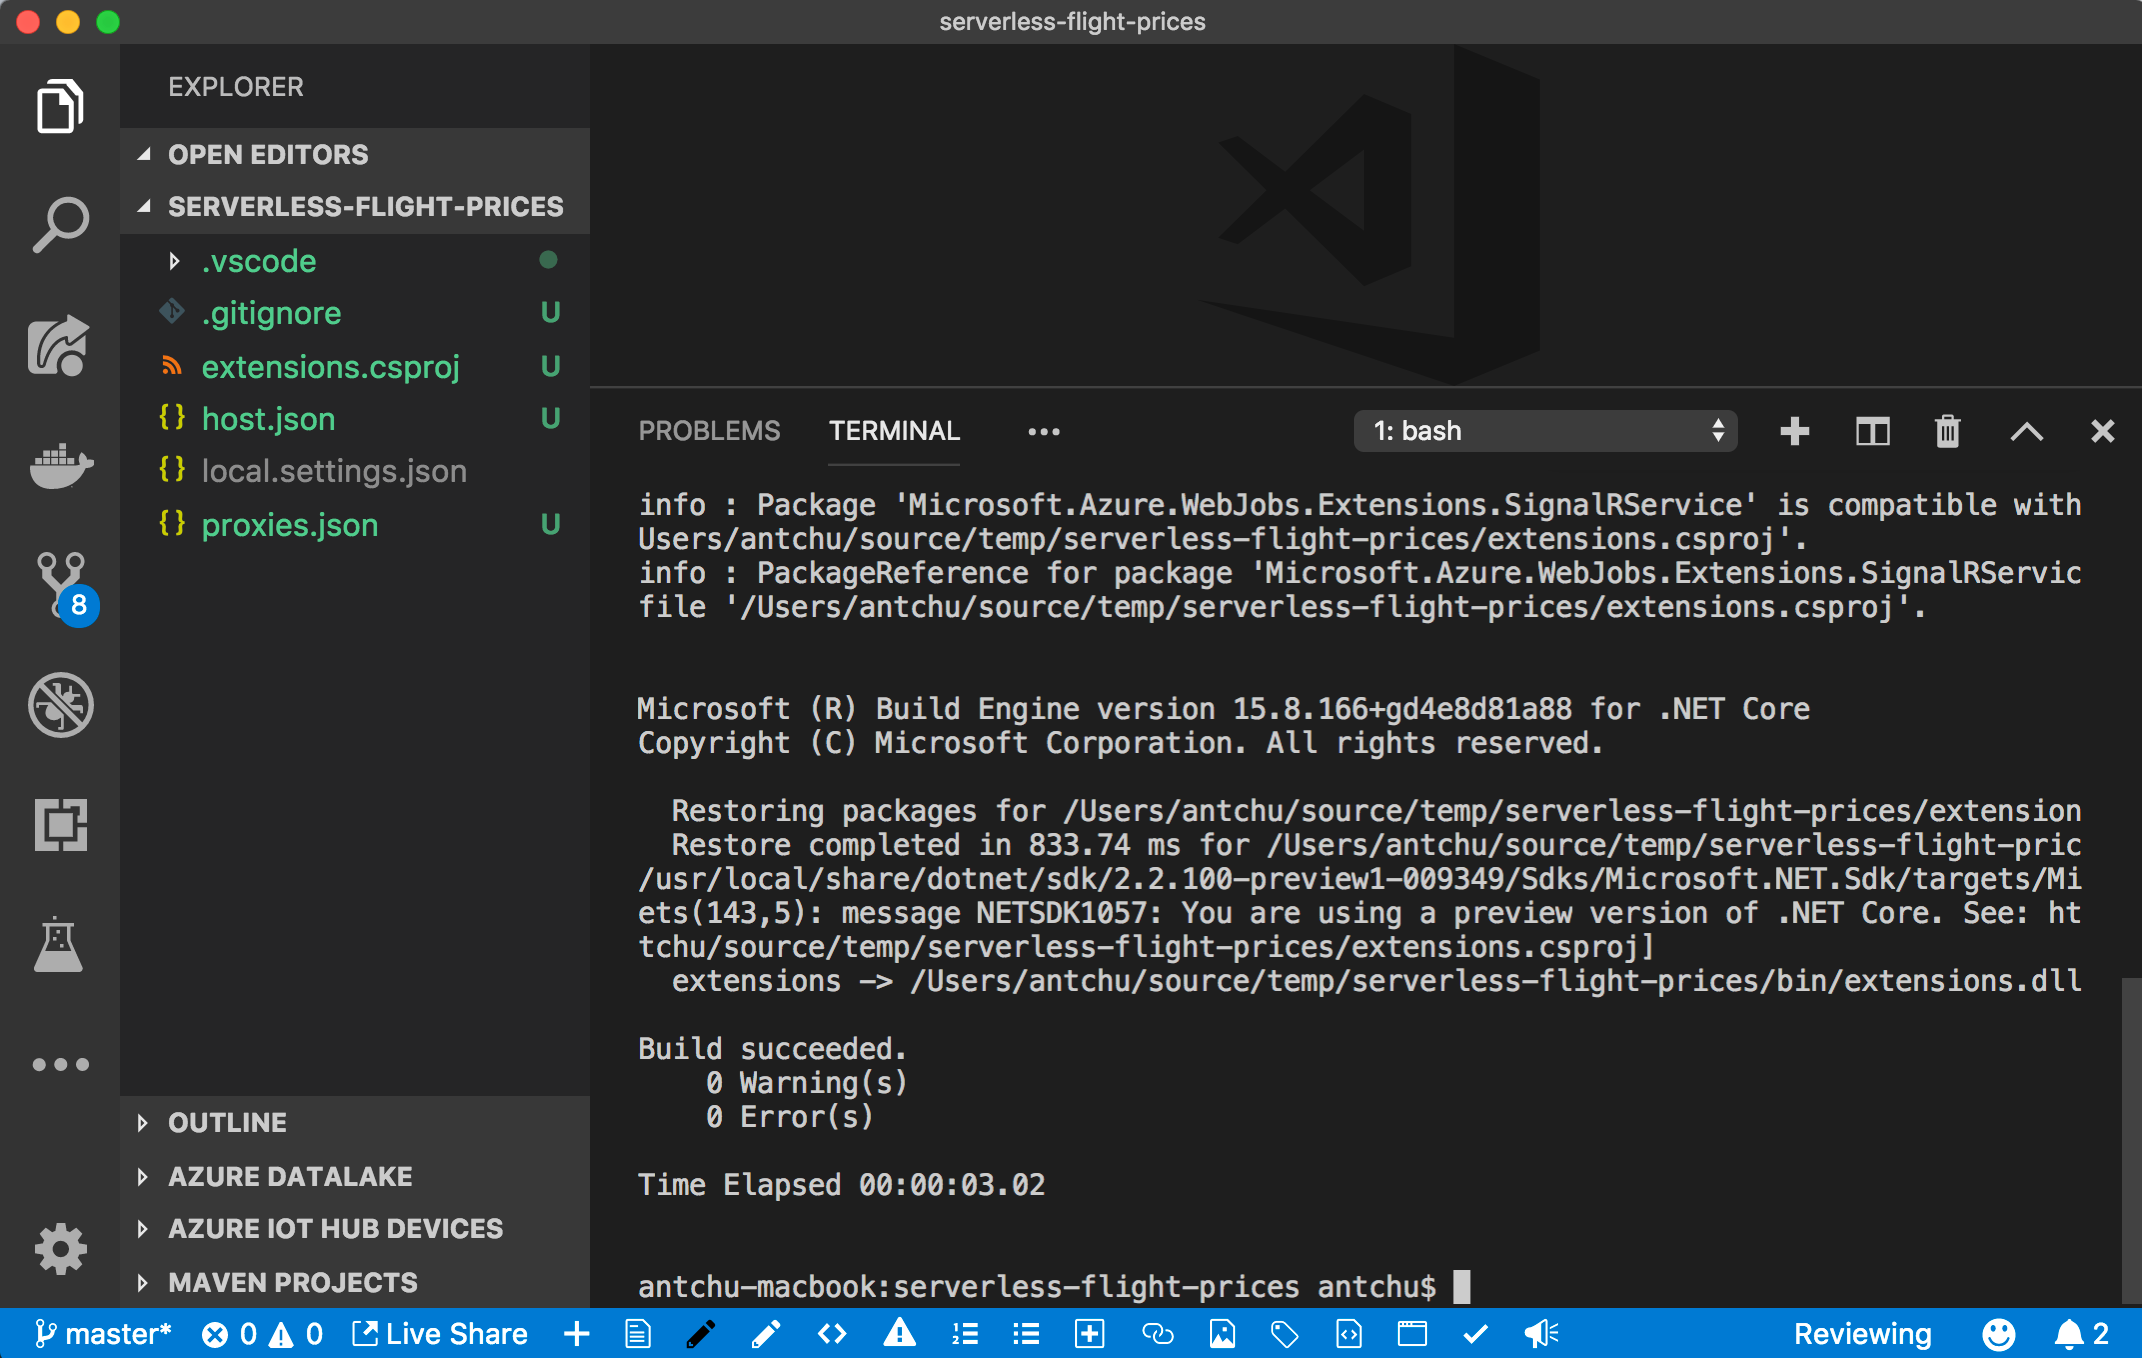 serverless-flight-prices
EXPLORER
OPEN EDITORS
SERVERLESS-FLIGHT-PRICES
.vscode
.gitignore U
extensions.csproj U
host.json U
local.settings.json
proxies.json U
8
OUTLINE
AZURE DATALAKE
AZURE IOT HUB DEVICES
MAVEN PROJECTS
PROBLEMS TERMINAL ••• 1: bash
info : Package 'Microsoft.Azure.WebJobs.Extensions.SignalRService' is compatible with
Users/antchu/source/temp/serverless-flight-prices/extensions.csproj'.
info : PackageReference for package 'Microsoft.Azure.WebJobs.Extensions.SignalRServic
file '/Users/antchu/source/temp/serverless-flight-prices/extensions.csproj'.
Microsoft (R) Build Engine version 15.8.166+gd4e8d81a88 for .NET Core
Copyright (C) Microsoft Corporation. All rights reserved.
Restoring packages for /Users/antchu/source/temp/serverless-flight-prices/extension
Restore completed in 833.74 ms for /Users/antchu/source/temp/serverless-flight-pric
/usr/local/share/dotnet/sdk/2.2.100-preview1-009349/Sdks/Microsoft.NET.Sdk/targets/Mi
ets(143,5): message NETSDK1057: You are using a preview version of .NET Core. See: ht
tchu/source/temp/serverless-flight-prices/extensions.csproj]
extensions -> /Users/antchu/source/temp/serverless-flight-prices/bin/extensions.dll
Build succeeded.
0 Warning(s)
0 Error(s)
Time Elapsed 00:00:03.02
antchu-macbook:serverless-flight-prices antchu$
master* 0 0 Live Share Reviewing 2